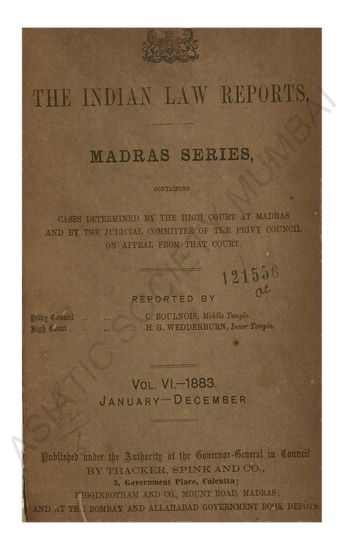 THE INDIAN LAW REPORTS.
MADRAS SERIES,
CONTAINING
CASES DETERMINED BY THE HIGH COURT AT MADRAS
AND BY THE JUDICIAL COMMITTEE OF THE PRIVY COUNCIL
ON APPEAL FROM THAT COURT.
121556
REPORTED BY
Privy Council ... ... ... C. BOULNOIS, Middle Temple.
High Court ... ... H. G. WEDDERBURN, Inner Temple.
VOL. VI.—1883.
JANUARY—DECEMBER.
Published under the Authority of the Governor-General in Council
BY THACKER, SPINK AND CO.,
5, Government Place, Calcutta;
HIGGINBOTHAM AND CO., MOUNT ROAD, MADRAS;
AND AT THE BOMBAY AND ALLAHABAD GOVERNMENT BOOK DEPOTS.
ASIATIC SOCIETY MUMBAI